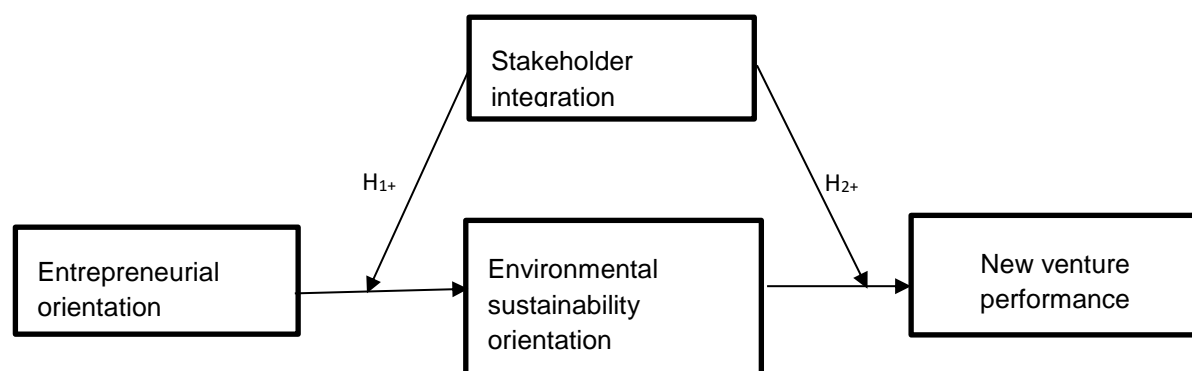 Stakeholder
integration
H1+
H2+
Entrepreneurial
orientation
Environmental
sustainability
orientation
New venture
performance